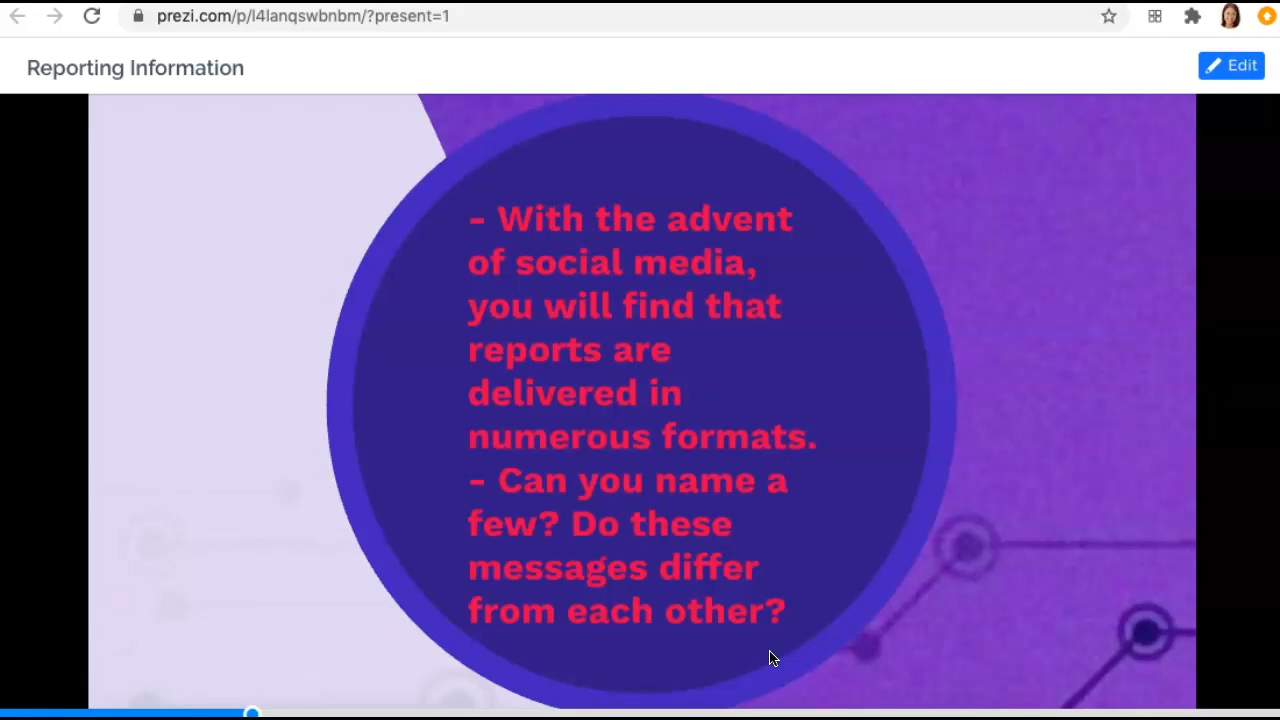 prezi.com/p/l4lanqswbnbm/?present=1
Reporting Information
Edit
- With the advent
of social media,
you will find that
reports are
delivered in
numerous formats.
- Can you name a
few? Do these
messages differ
from each other?